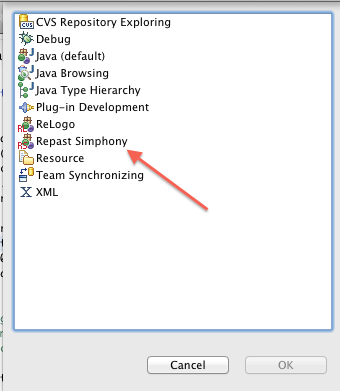 CVS Repository Exploring
Debug
Java (default)
Java Browsing
Java Type Hierarchy
Plug-in Development
ReLogo
Repast Simphony
Resource
Team Synchronizing
XML
Cancel
OK